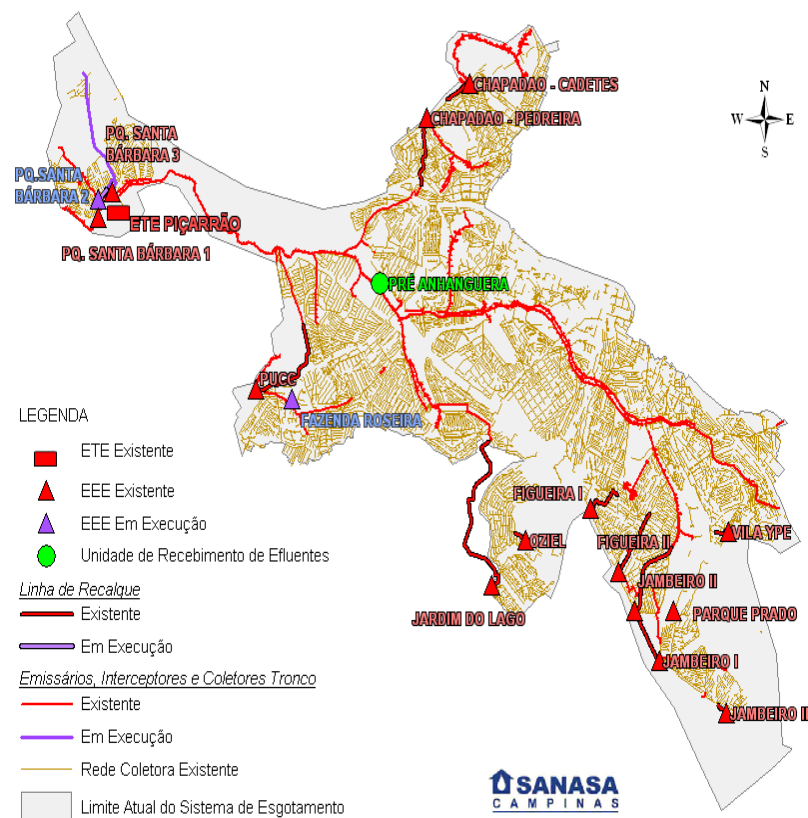 CHAPADAO - CADETES
CHAPADAO - PEDREIRA
N
W
E
S
PQ. SANTA
BÁRBARA 3
PQ.SANTA
BÁRBARA 2
ETE PIÇARRÃO
PQ. SANTA BÁRBARA 1
PRÉ ANHANGUERA
PUCC
FAZENDA ROSEIRA
FIGUEIRA I
OZIEL
FIGUEIRA II
VILA YPE
JAMBEIRO II
JARDIM DO LAGO
PARQUE PRADO
JAMBEIRO I
JAMBEIRO II
LEGENDA
ETE Existente
EEE Existente
EEE Em Execução
Unidade de Recebimento de Efluentes
Linha de Recalque
Existente
Em Execução
Emissários, Interceptores e Coletores Tronco
Existente
Em Execução
Rede Coletora Existente
Limite Atual do Sistema de Esgotamento
SANASA
CAMPINAS